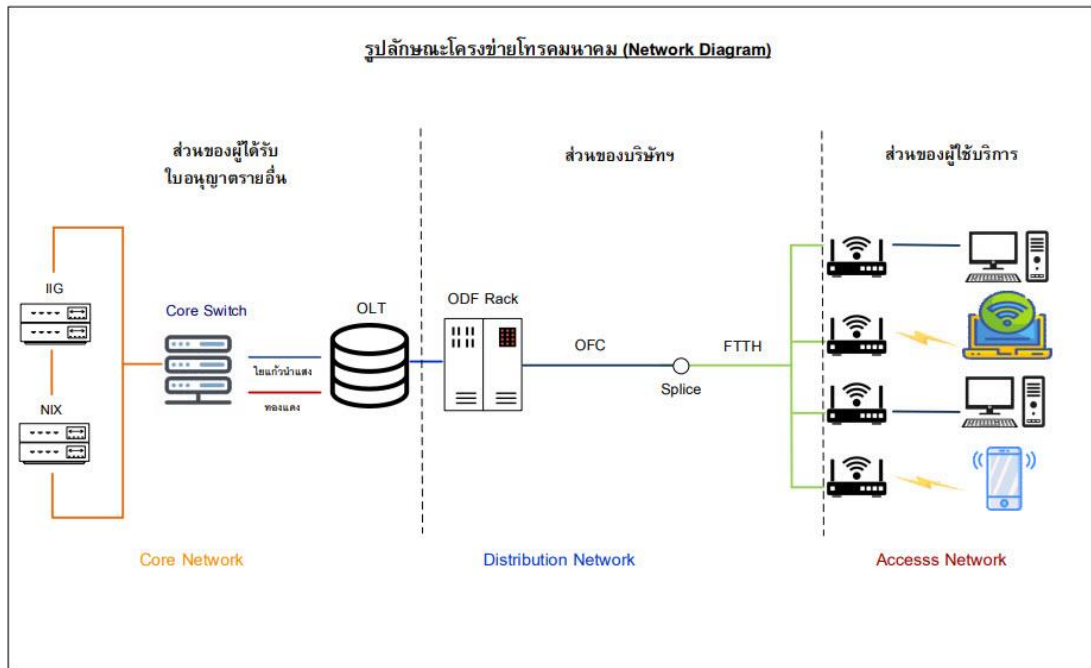 รูปลักษณะโครงข่ายโทรคมนาคม (Network Diagram)
ส่วนของผู้ได้รับ
ใบอนุญาตรายอื่น
ส่วนของบริษัทฯ
ส่วนของผู้ใช้บริการ
IIG
NIX
Core Switch
ใยแก้วนำแสง
ทองแดง
OLT
ODF Rack
OFC
Splice
FTTH
Core Network
Distribution Network
Accesss Network